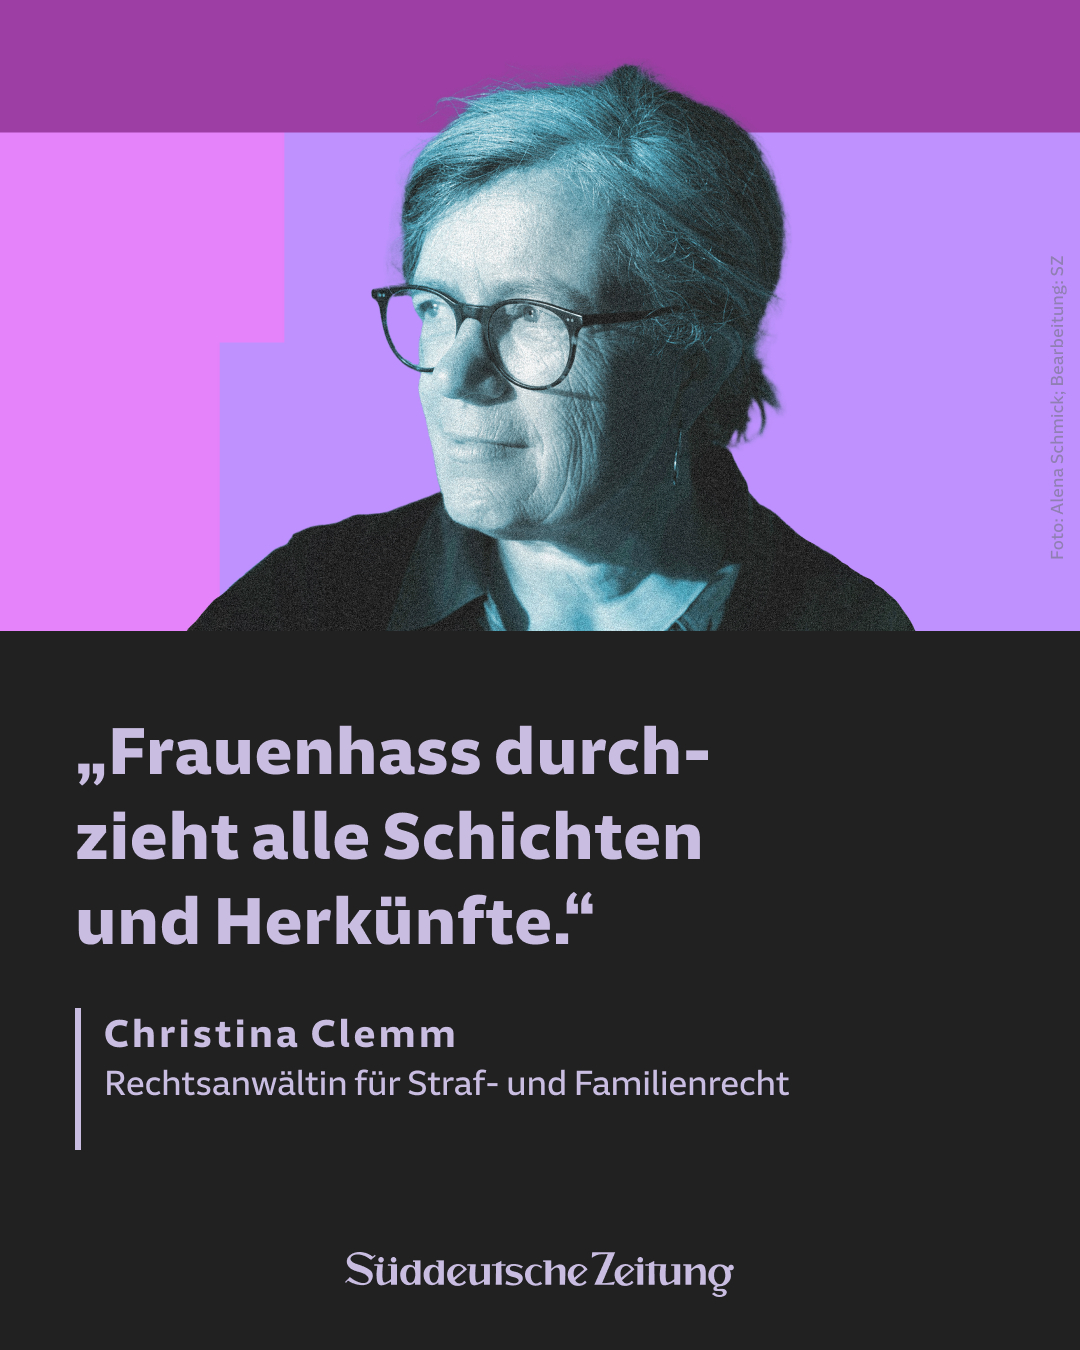 Foto: Alena Schmick; Bearbeitung: SZ
„Frauenhass durch-
zieht alle Schichten
und Herkünfte.“
Christina Clemm
Rechtsanwältin für Straf- und Familienrecht
Süddeutsche Zeitung